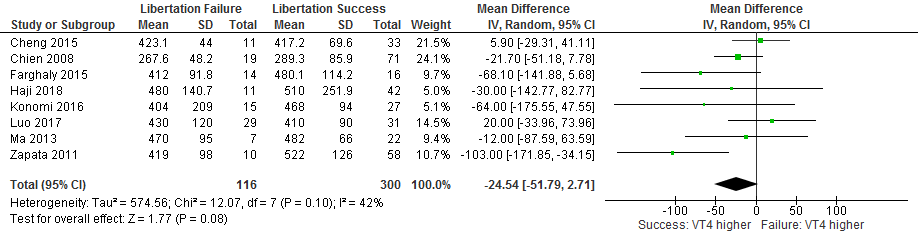 Libertation Failure Libertation Success Mean Difference Mean Difference
Study or Subgroup Mean SD Total Mean SD Total Weight IV, Random, 95% CI IV, Random, 95% CI
Cheng 2015 423.1 44 11 417.2 69.6 33 21.5% 5.90 [-29.31, 41.11]
Chien 2008 267.6 48.2 19 289.3 85.9 71 24.1% -21.70 [-51.18, 7.78]
Farghaly 2015 412 91.8 14 480.1 114.2 16 10.0% -68.10 [-141.88, 5.68]
Haji 2018 480 140.7 11 510 251.9 42 5.3% -30.00 [-142.77, 82.77]
Konomi 2016 404 209 15 468 94 27 5.4% -64.00 [-175.55, 47.55]
Luo 2017 430 120 29 410 90 31 13.7% 20.00 [-33.96, 73.96]
Ma 2013 470 95 7 482 66 22 9.4% -12.00 [-87.59, 63.59]
Zapata 2011 419 98 10 522 126 58 10.7% -103.00 [-171.85, -34.15]
Total (95% CI) 116 300 100.0% -24.54 [-51.79, 2.71]
Heterogeneity: Tau² = 574.56; Chi² = 12.07, df = 7 (P = 0.10); I² = 42%
Test for overall effect: Z = 1.77 (P = 0.08)
-100 -50 0 50 100
Success: VT4 higher Failure: VT4 higher